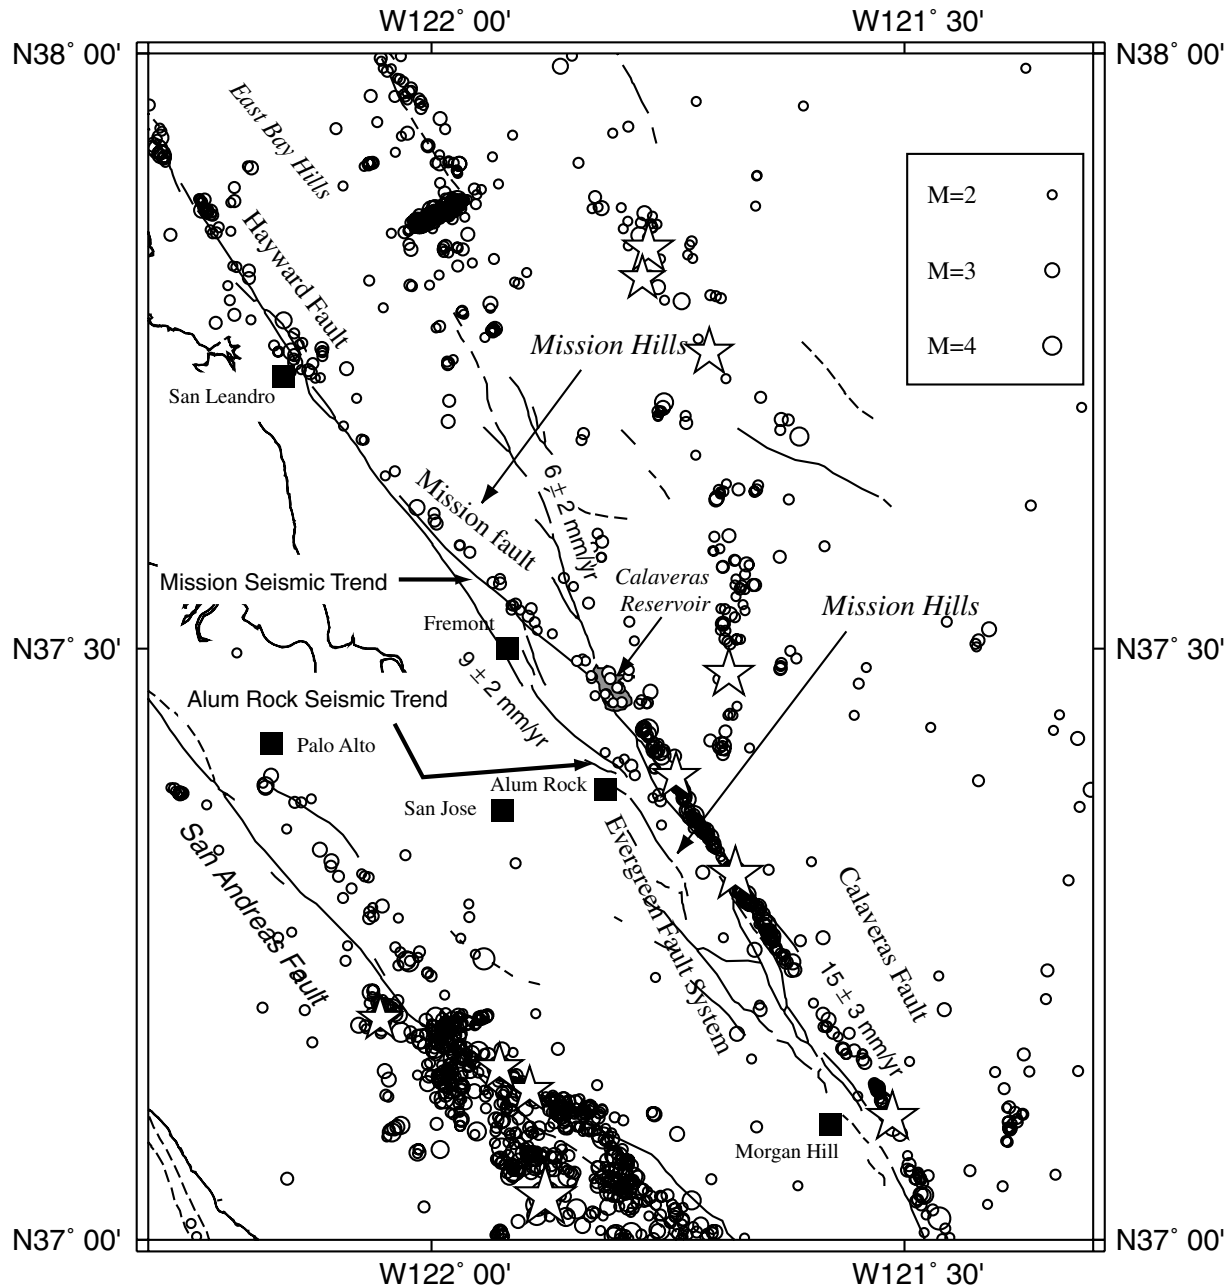 W122° 00'
W121° 30'
N38° 00'
N38° 00'
East Bay Hills
M=2
M=3
M=4
Hayward Fault
Mission Hills
San Leandro
6 ± 2 mm/yr
Mission fault
Mission Seismic Trend
Calaveras
Reservoir
Mission Hills
Fremont
N37° 30'
N37° 30'
9 ± 2 mm/yr
Alum Rock Seismic Trend
Palo Alto
Alum Rock
San Jose
San Andreas Fault
Evergreen Fault System
Calaveras Fault
15 ± 3 mm/yr
Morgan Hill
N37° 00'
N37° 00'
W122° 00'
W121° 30'